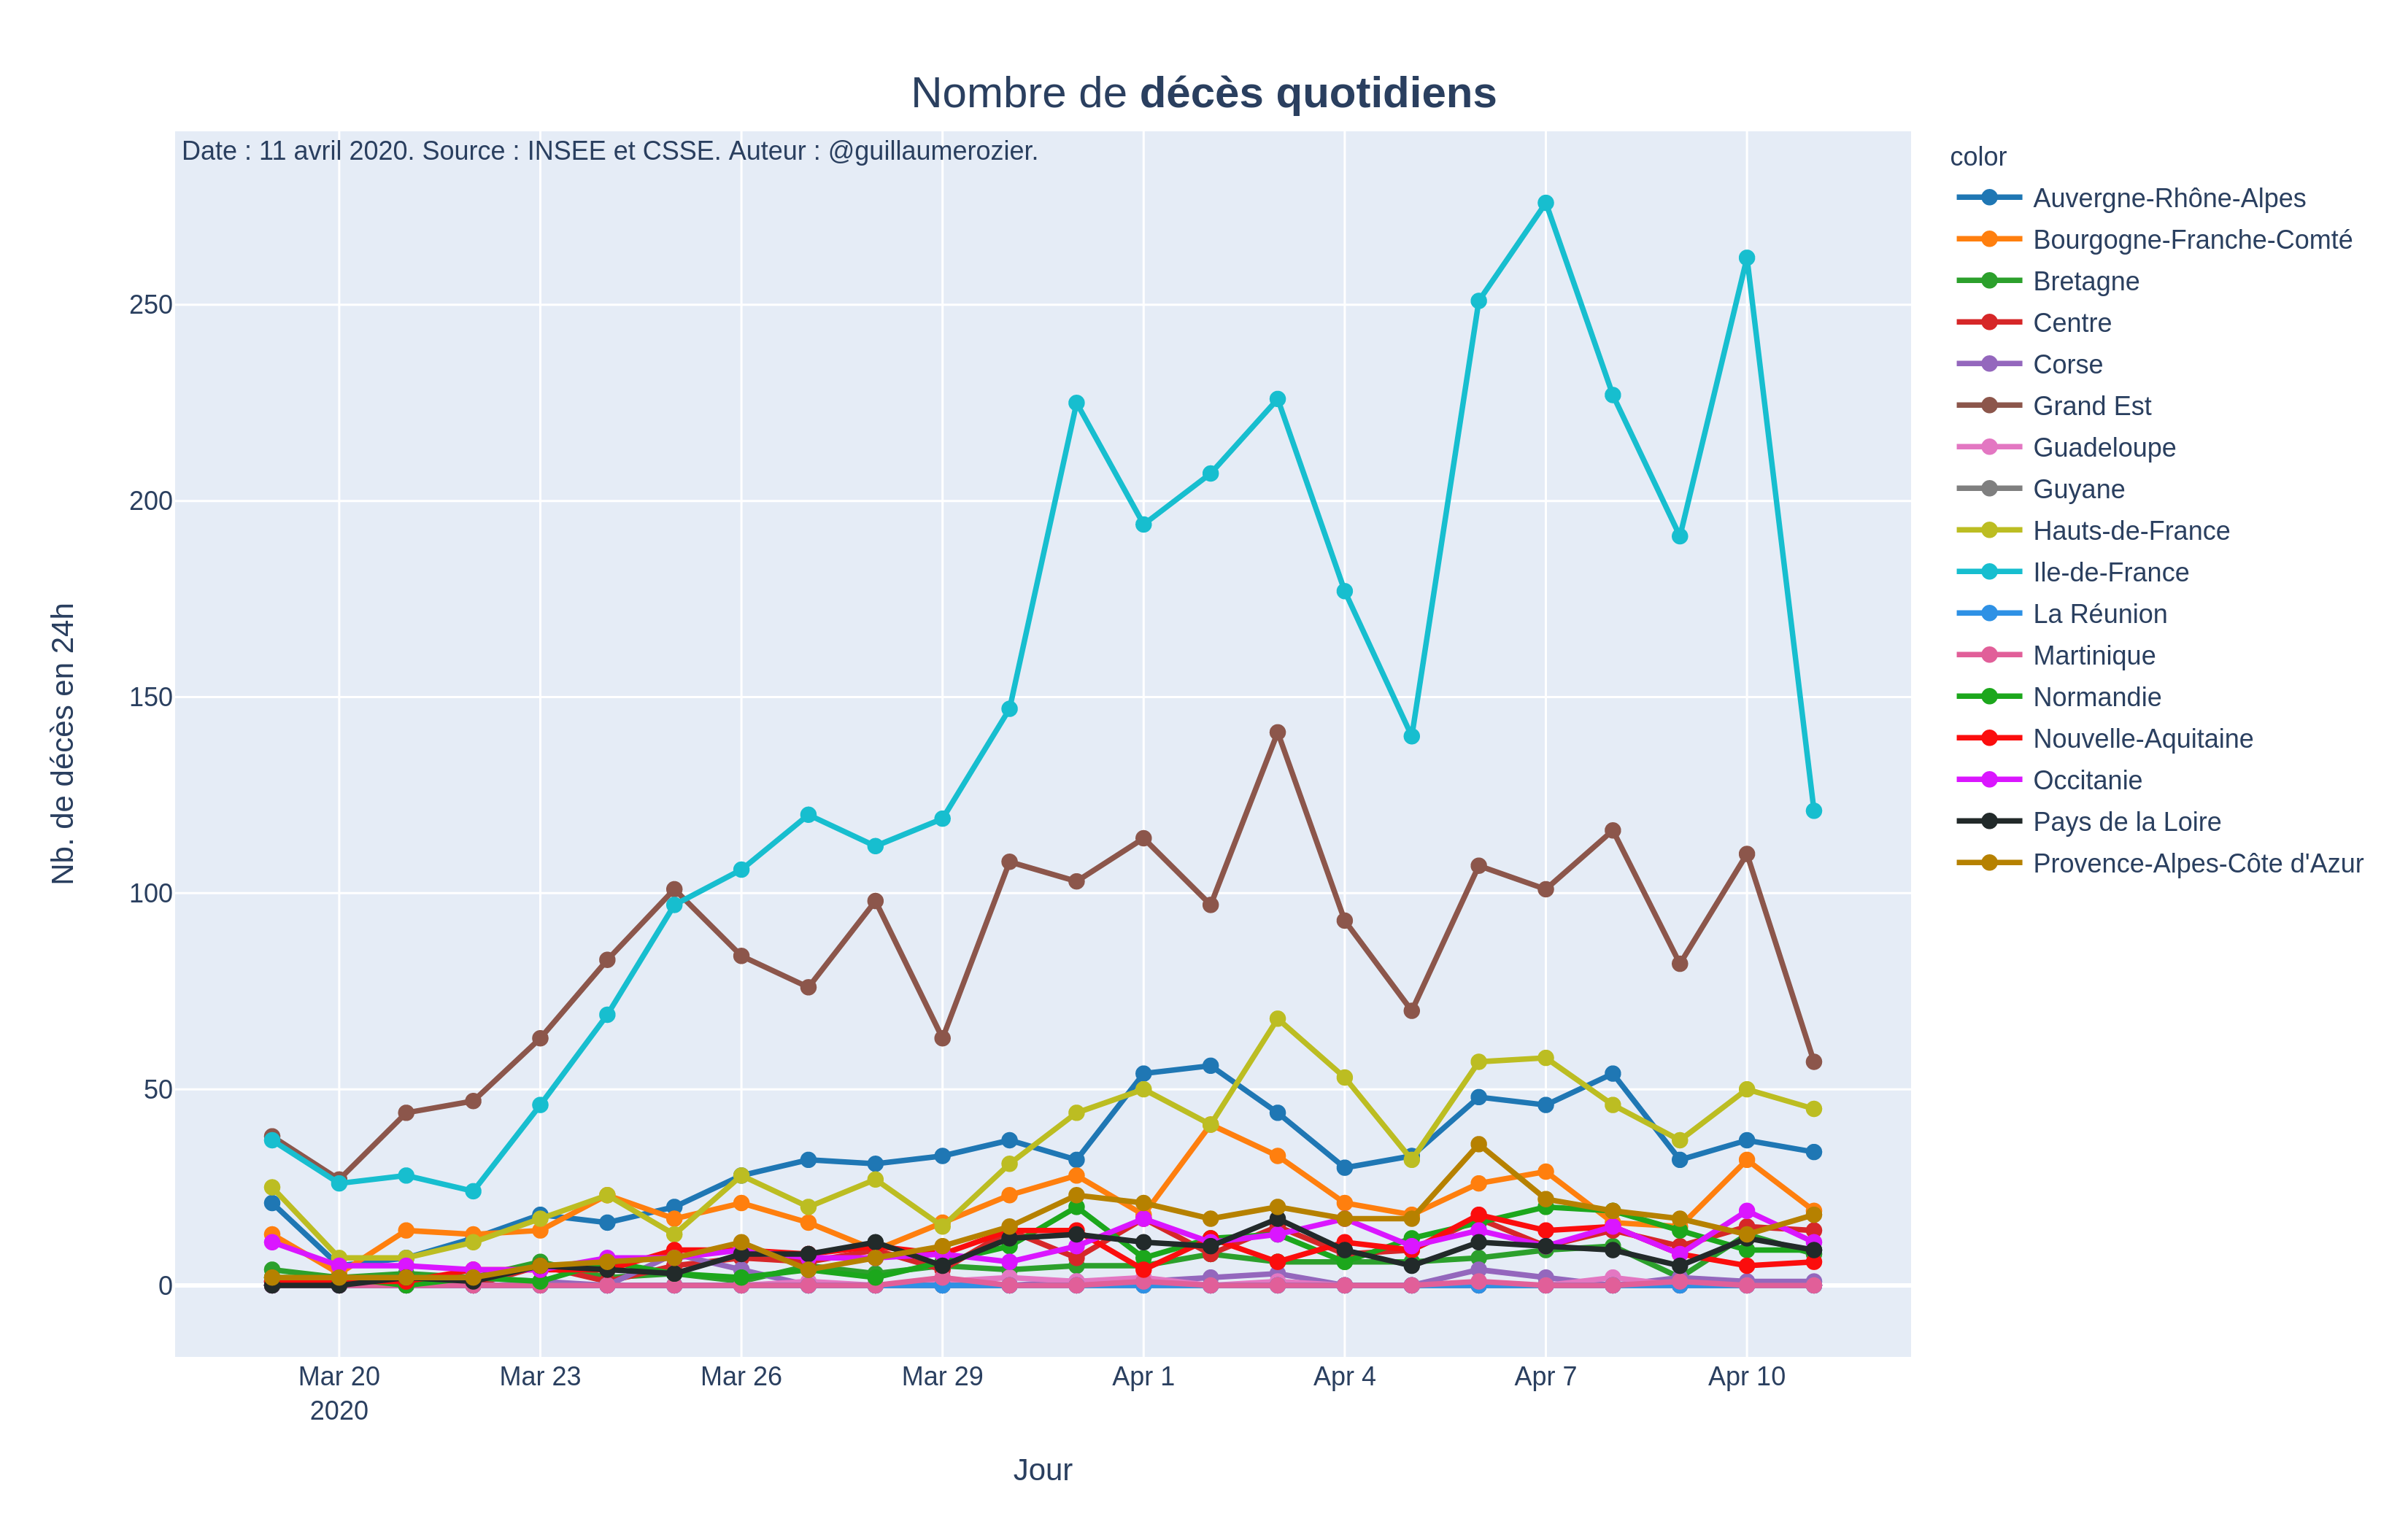 Nombre de décès quotidiens
Date : 11 avril 2020. Source : INSEE et CSSE. Auteur : @guillaumerozier.
color
Auvergne-Rhône-Alpes
Bourgogne-Franche-Comté
Bretagne
Centre
Corse
Grand Est
Guadeloupe
Guyane
Hauts-de-France
Ile-de-France
La Réunion
Martinique
Normandie
Nouvelle-Aquitaine
Occitanie
Pays de la Loire
Provence-Alpes-Côte d'Azur
Nb. de décès en 24h
250
200
150
100
50
0
Mar 20
2020
Mar 23
Mar 26
Mar 29
Apr 1
Apr 4
Apr 7
Apr 10
Jour